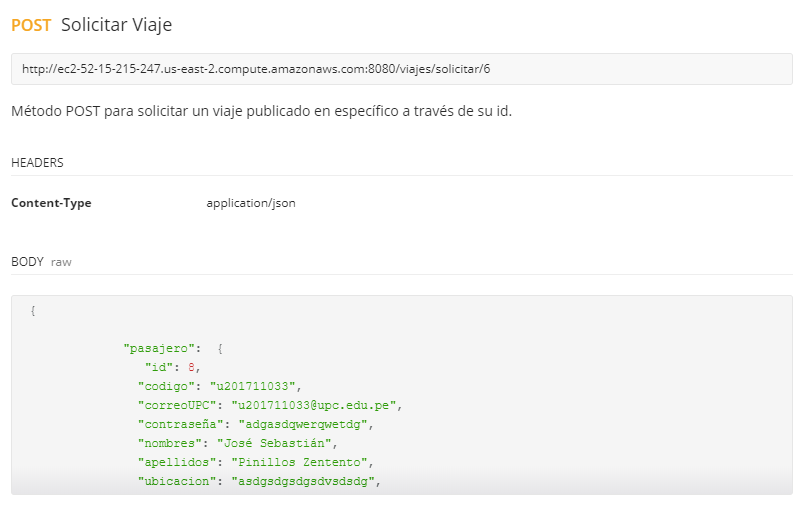 POST Solicitar Viaje
http://ec2-52-15-215-247.us-east-2.compute.amazonaws.com:8080/viajes/solicitar/6
Método POST para solicitar un viaje publicado en específico a través de su id.
HEADERS
Content-Type application/json
BODY raw
{
"pasajero": {
"id": 8,
"codigo": "u201711033",
"correoUPC": "u201711033@upc.edu.pe",
"contraseña": "adgasdqwerqwetdg",
"nombres": "José Sebastián",
"apellidos": "Pinillos Zentento",
"ubicacion": "asdgsdgsdgsdvsdsdg",